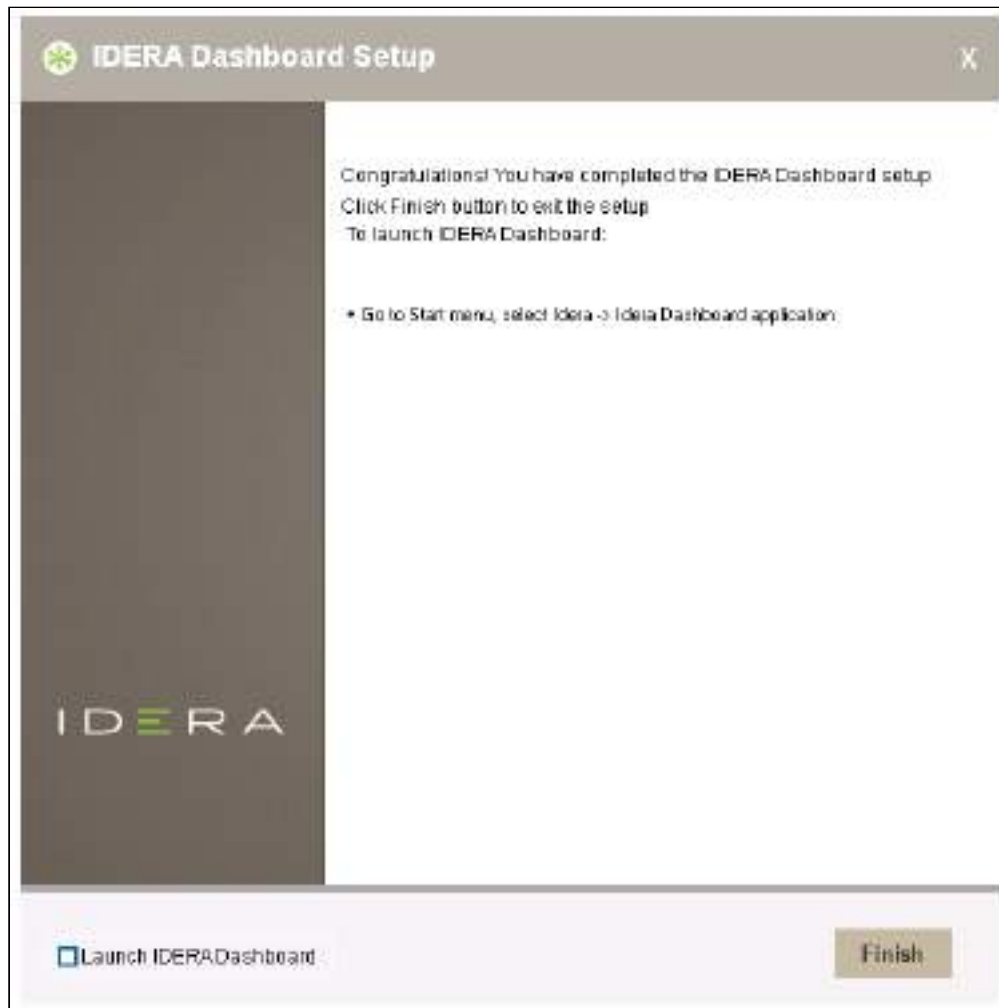 IDERA Dashboard Setup
X
Congratulations! You have completed the IDERA Dashboard setup
Click Finish button to exit the setup
To launch IDERA Dashboard:
• Go to Start menu, select Idera -> Idera Dashboard application
IDERA
Launch IDERA Dashboard
Finish